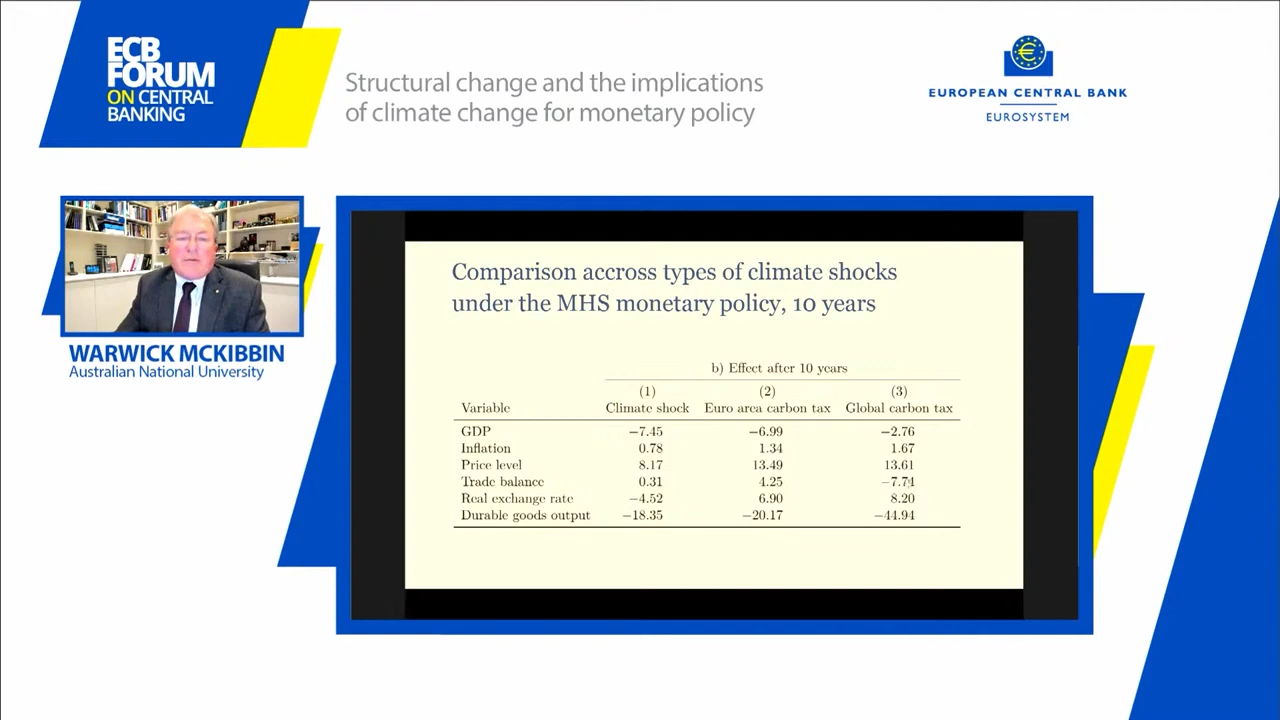 ECB
FORUM
ON CENTRAL
BANKING
Structural change and the implications
of climate change for monetary policy
EUROPEAN CENTRAL BANK
EUROSYSTEM
WARWICK MCKIBBIN
Australian National University
Comparison accross types of climate shocks
under the MHS monetary policy, 10 years
b) Effect after 10 years
(1) (2) (3)
Variable Climate shock Euro area carbon tax Global carbon tax
GDP −7.45 −6.99 −2.76
Inflation 0.78 1.34 1.67
Price level 8.17 13.49 13.61
Trade balance 0.31 4.25 −7.74
Real exchange rate −4.52 6.90 8.20
Durable goods output −18.35 −20.17 −44.94